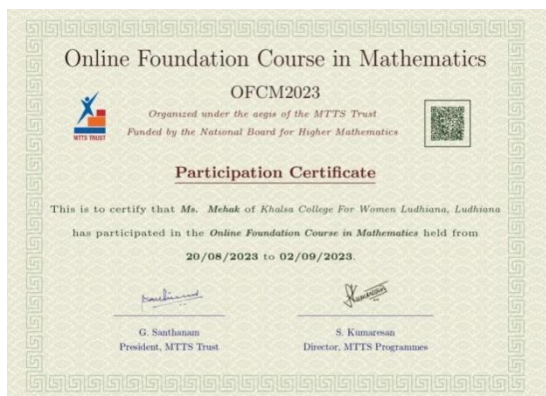 Online Foundation Course in Mathematics
OFCM2023
Organized under the aegis of the MTTS Trust
Funded by the National Board for Higher Mathematics
MTTS TRUST
Participation Certificate
This is to certify that Ms. Mehak of Khalsa College For Women Ludhiana, Ludhiana
has participated in the Online Foundation Course in Mathematics held from
20/08/2023 to 02/09/2023.
G. Santhanam
President, MTTS Trust
S. Kumaresan
Director, MTTS Programmes